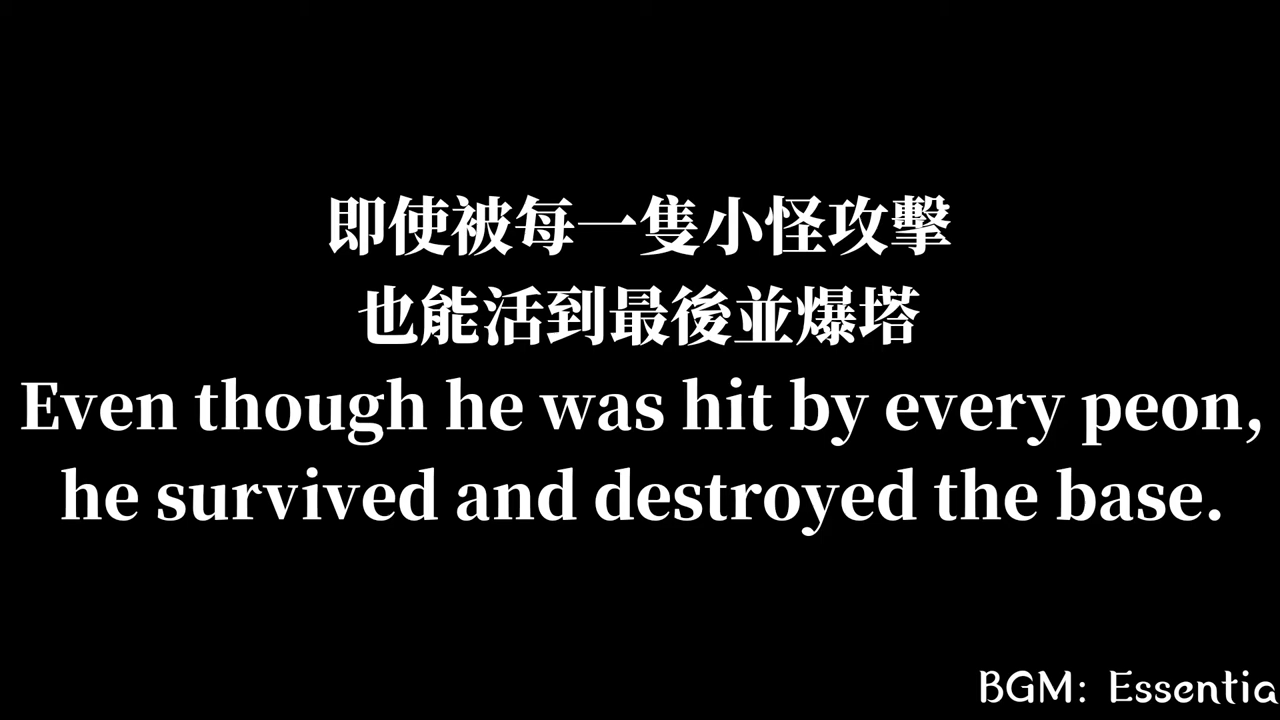 即使被每一隻小怪攻擊
也能活到最後並爆塔
Even though he was hit by every peon,
he survived and destroyed the base.
BGM: Essentia